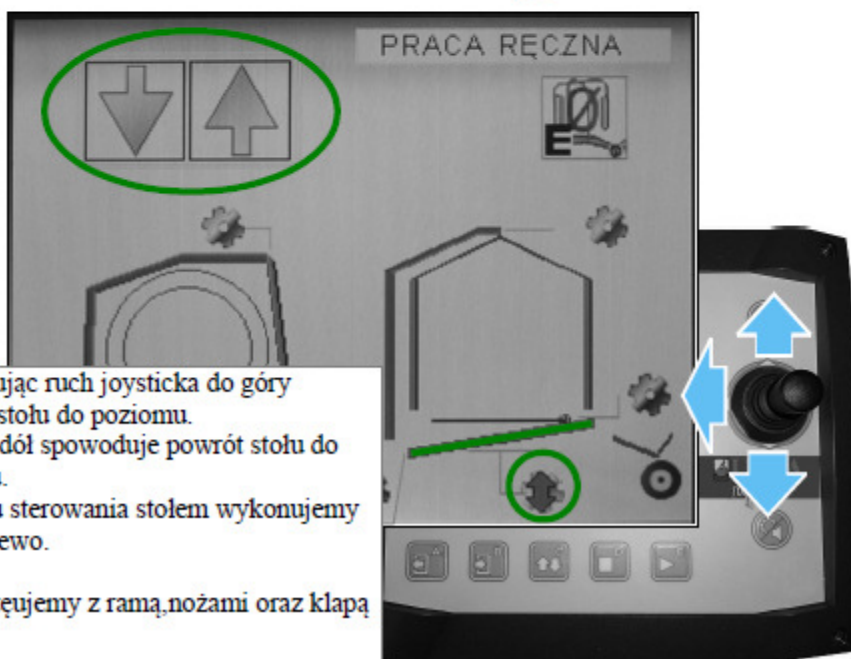 PRACA RĘCZNA
E
ując ruch joysticka do góry
stołu do poziomu.
dół spowoduje powrót stołu do
u sterowania stołem wykonujemy
ewo.
ęujemy z ramą,nożami oraz klapą